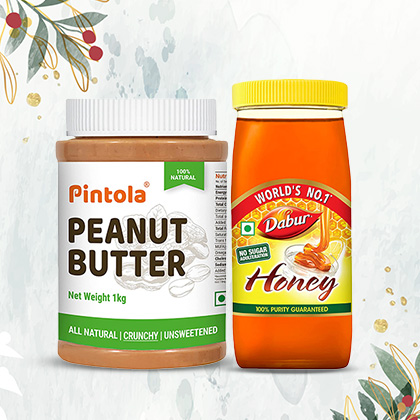 100%
NATURAL
Pintola®
PEANUT
BUTTER
Net Weight 1kg
ALL NATURAL | CRUNCHY | UNSWEETENED
WORLD'S NO.1
Dabur
NO SUGAR
ADULTERATION
Honey
100% PURITY GUARANTEED